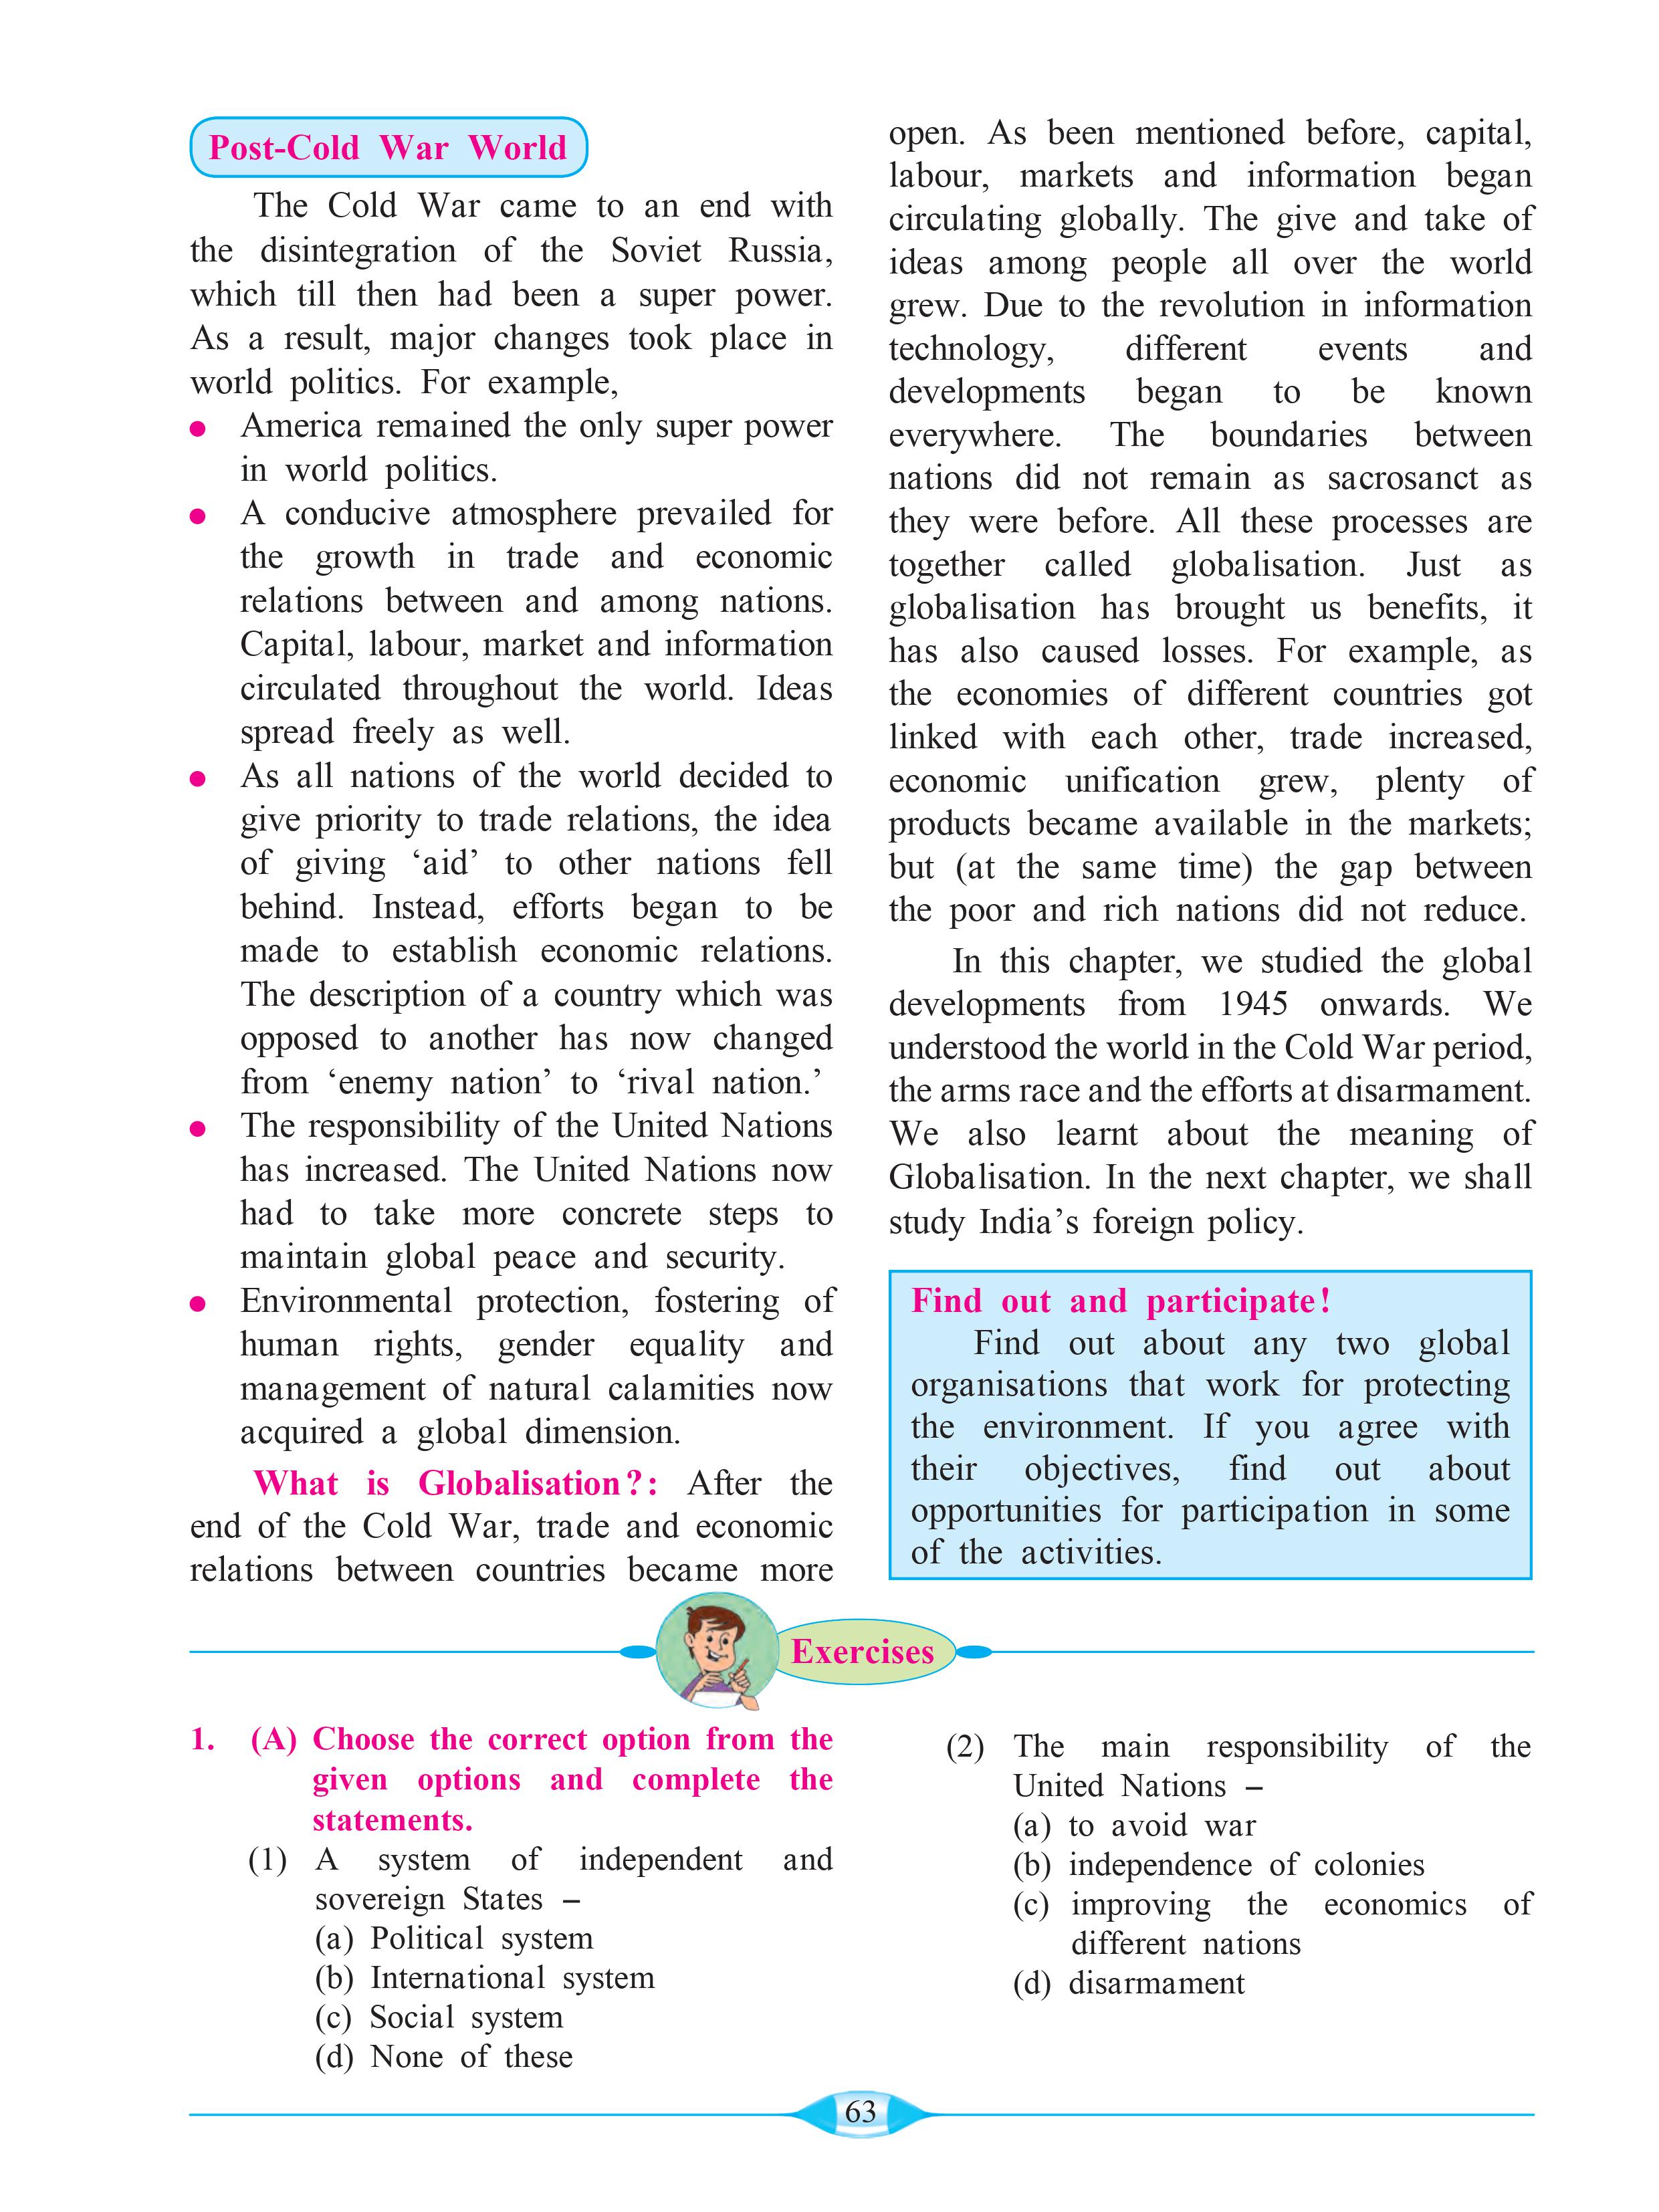 Post-Cold War World
The Cold War came to an end with
the disintegration of the Soviet Russia,
which till then had been a super power.
As a result, major changes took place in
world politics. For example,
● America remained the only super power
in world politics.
● A conducive atmosphere prevailed for
the growth in trade and economic
relations between and among nations.
Capital, labour, market and information
circulated throughout the world. Ideas
spread freely as well.
● As all nations of the world decided to
give priority to trade relations, the idea
of giving ‘aid’ to other nations fell
behind. Instead, efforts began to be
made to establish economic relations.
The description of a country which was
opposed to another has now changed
from ‘enemy nation’ to ‘rival nation.’
● The responsibility of the United Nations
has increased. The United Nations now
had to take more concrete steps to
maintain global peace and security.
● Environmental protection, fostering of
human rights, gender equality and
management of natural calamities now
acquired a global dimension.
What is Globalisation?: After the
end of the Cold War, trade and economic
relations between countries became more
open. As been mentioned before, capital,
labour, markets and information began
circulating globally. The give and take of
ideas among people all over the world
grew. Due to the revolution in information
technology, different events and
developments began to be known
everywhere. The boundaries between
nations did not remain as sacrosanct as
they were before. All these processes are
together called globalisation. Just as
globalisation has brought us benefits, it
has also caused losses. For example, as
the economies of different countries got
linked with each other, trade increased,
economic unification grew, plenty of
products became available in the markets;
but (at the same time) the gap between
the poor and rich nations did not reduce.
In this chapter, we studied the global
developments from 1945 onwards. We
understood the world in the Cold War period,
the arms race and the efforts at disarmament.
We also learnt about the meaning of
Globalisation. In the next chapter, we shall
study India’s foreign policy.
Find out and participate!
Find out about any two global
organisations that work for protecting
the environment. If you agree with
their objectives, find out about
opportunities for participation in some
of the activities.
Exercises
1. (A) Choose the correct option from the
given options and complete the
statements.
(1) A system of independent and
sovereign States –
(a) Political system
(b) International system
(c) Social system
(d) None of these
(2) The main responsibility of the
United Nations –
(a) to avoid war
(b) independence of colonies
(c) improving the economics of
different nations
(d) disarmament
63